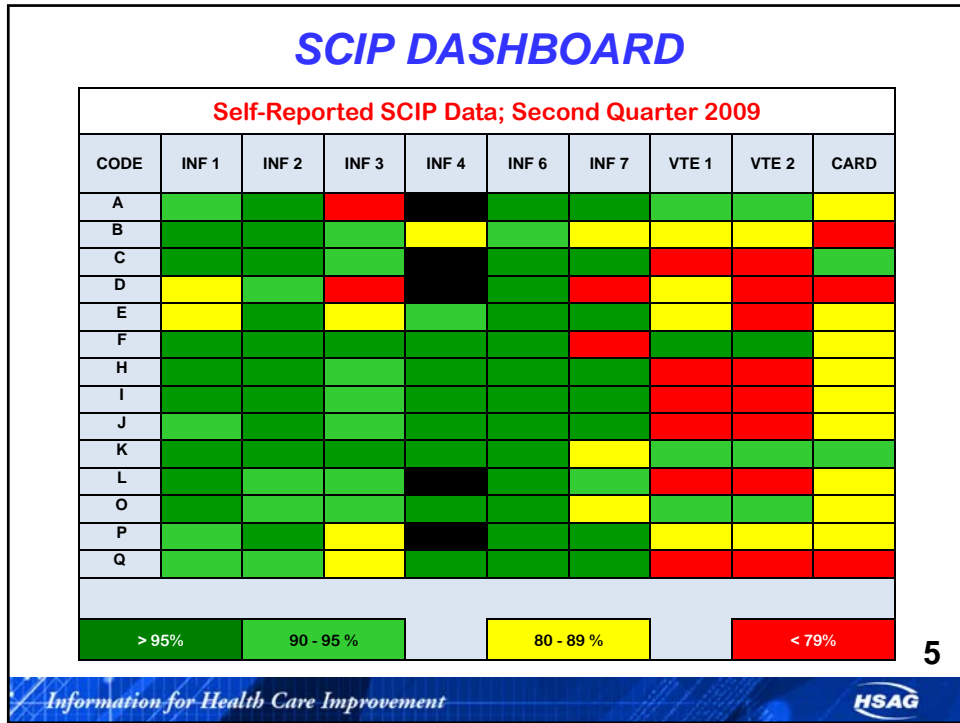 SCIP DASHBOARD
Self-Reported SCIP Data; Second Quarter 2009
CODE INF 1 INF 2 INF 3 INF 4 INF 6 INF 7 VTE 1 VTE 2 CARD
A
B
C
D
E
F
H
I
J
K
L
O
P
Q
> 95% 90 - 95 % 80 - 89 % < 79%
5
Information for Health Care Improvement HSAG